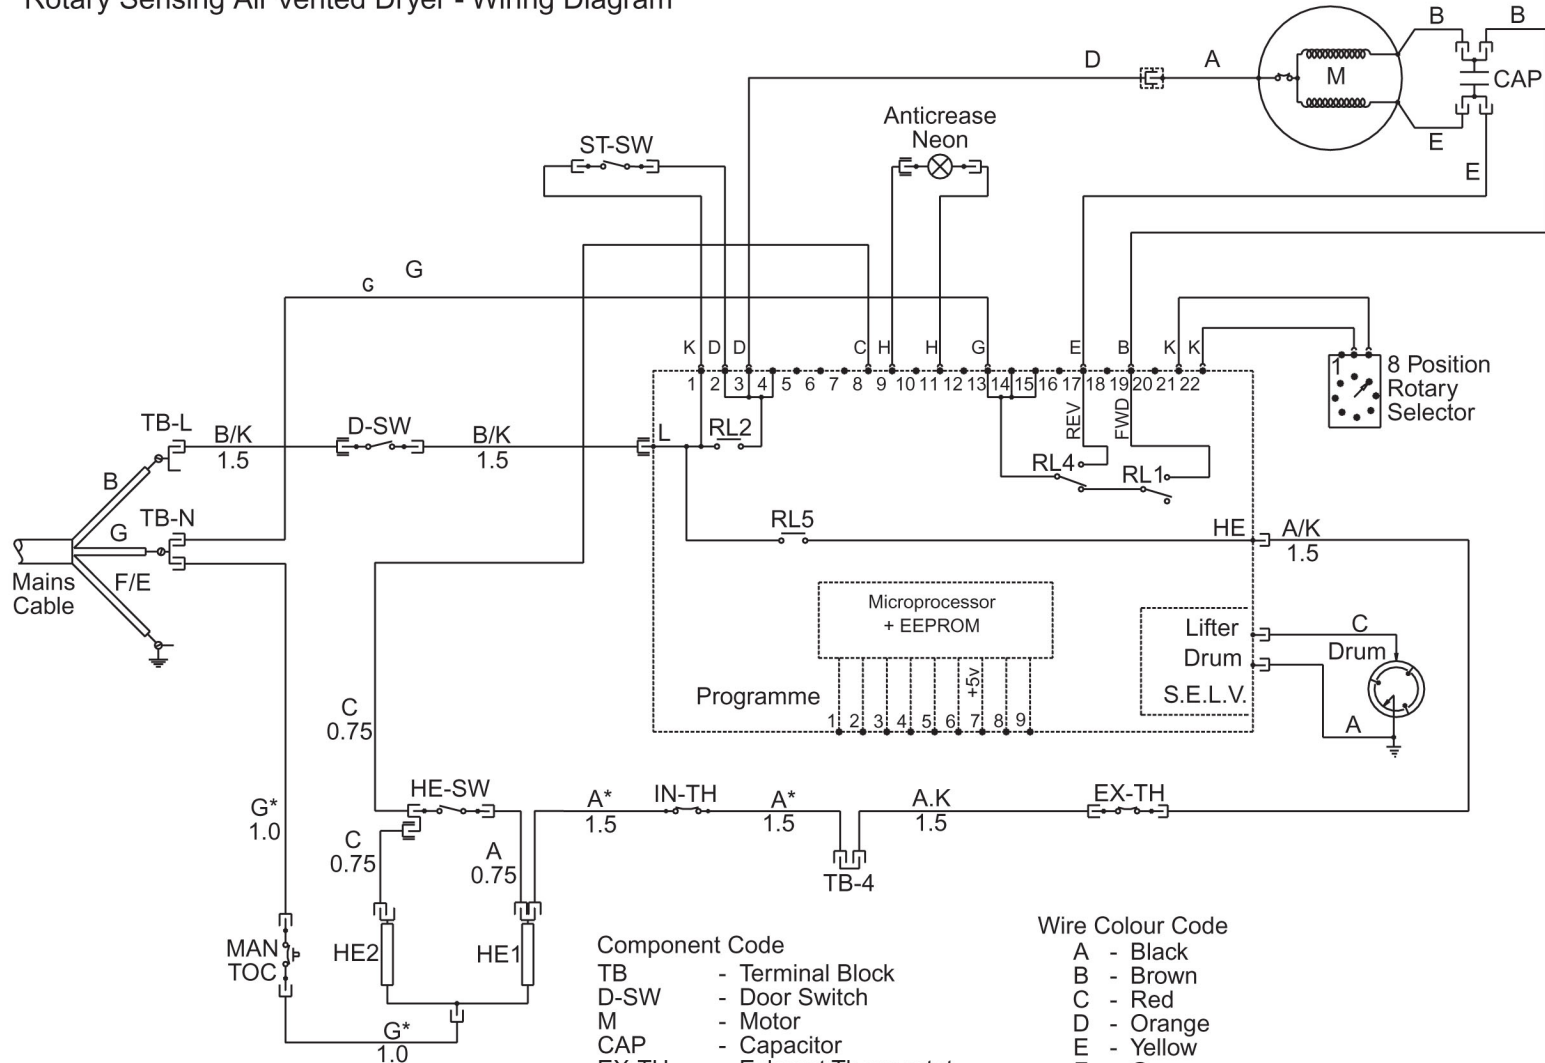 Rotary Sensing Air Vented Dryer - Wiring Diagram
B
B
D
A
M
CAP
E
E
Anticrease
Neon
ST-SW
G
G
K D D
C H H G
E B K K
1 2 3 4 5 6 7 8 9 10 11 12 13 14 15 16 17 18 19 20 21 22
1
8 Position
Rotary
Selector
TB-L
B/K
1.5
D-SW
B/K
1.5
L
RL2
REV
FWD
RL4
RL1
B
G
TB-N
F/E
Mains
Cable
RL5
HE
A/K
1.5
Microprocessor
+ EEPROM
+5v
Programme
1 2 3 4 5 6 7 8 9
Lifter
Drum
S.E.L.V.
C
Drum
A
C
0.75
HE-SW
G*
1.0
C
0.75
A
0.75
A*
1.5
IN-TH
A*
1.5
A.K
1.5
EX-TH
TB-4
MAN
TOC
HE2
HE1
G*
1.0
Component Code
TB - Terminal Block
D-SW - Door Switch
M - Motor
CAP - Capacitor
EX-TH - Exhaust Thermostat
Wire Colour Code
A - Black
B - Brown
C - Red
D - Orange
E - Yellow